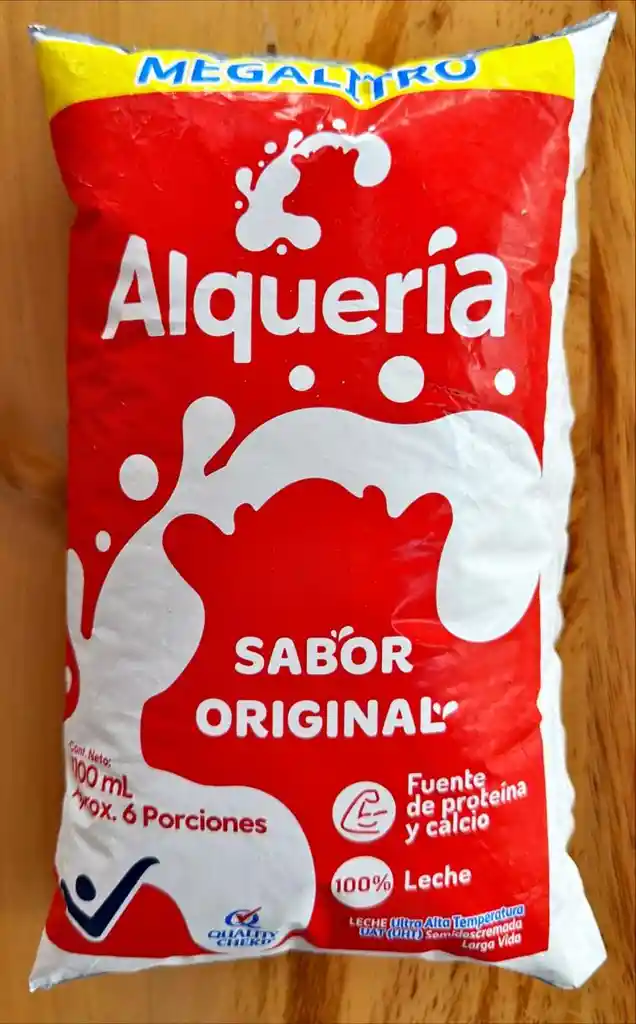 MEGALITRO
Alquería
SABOR
ORIGINAL
Cont. Neto:
1100 mL
Aprox. 6 Porciones
Fuente
de proteína
y calcio
100% Leche
QUALITY
CHEKD
LECHE Ultra Alta Temperatura
UAT (UHT) Semidescremada
Larga Vida